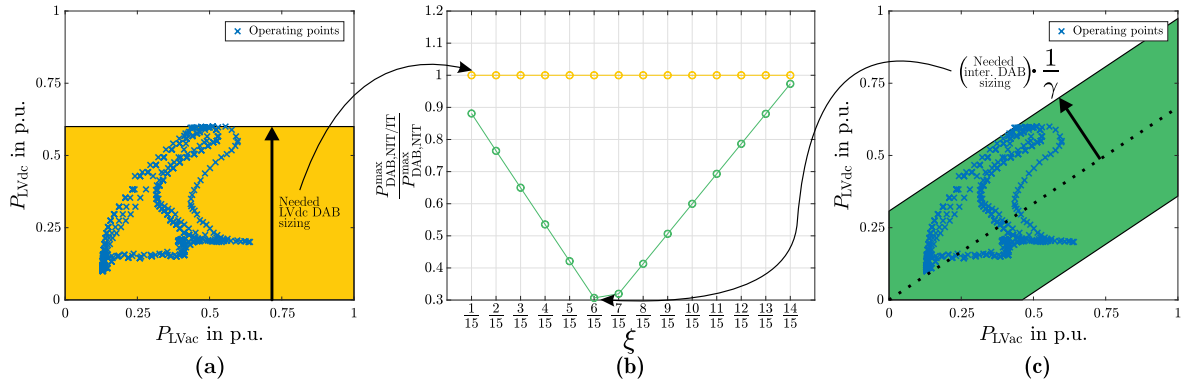 1
0.75
0.5
0.25
0
P_LVdc in p.u.
Operating points
Needed
LVdc DAB
sizing
0
0.25
0.5
0.75
1
P_LVac in p.u.
(a)
1.2
1.1
1
0.9
0.8
0.7
0.6
0.5
0.4
0.3
P^max_DAB,NIT/IT
P^max_DAB,NIT
1/15
2/15
3/15
4/15
5/15
6/15
7/15
8/15
9/15
10/15
11/15
12/15
13/15
14/15
ξ
(b)
1
0.75
0.5
0.25
0
P_LVdc in p.u.
Operating points
(Needed
inter. DAB
sizing) · 1/γ
0
0.25
0.5
0.75
1
P_LVac in p.u.
(c)